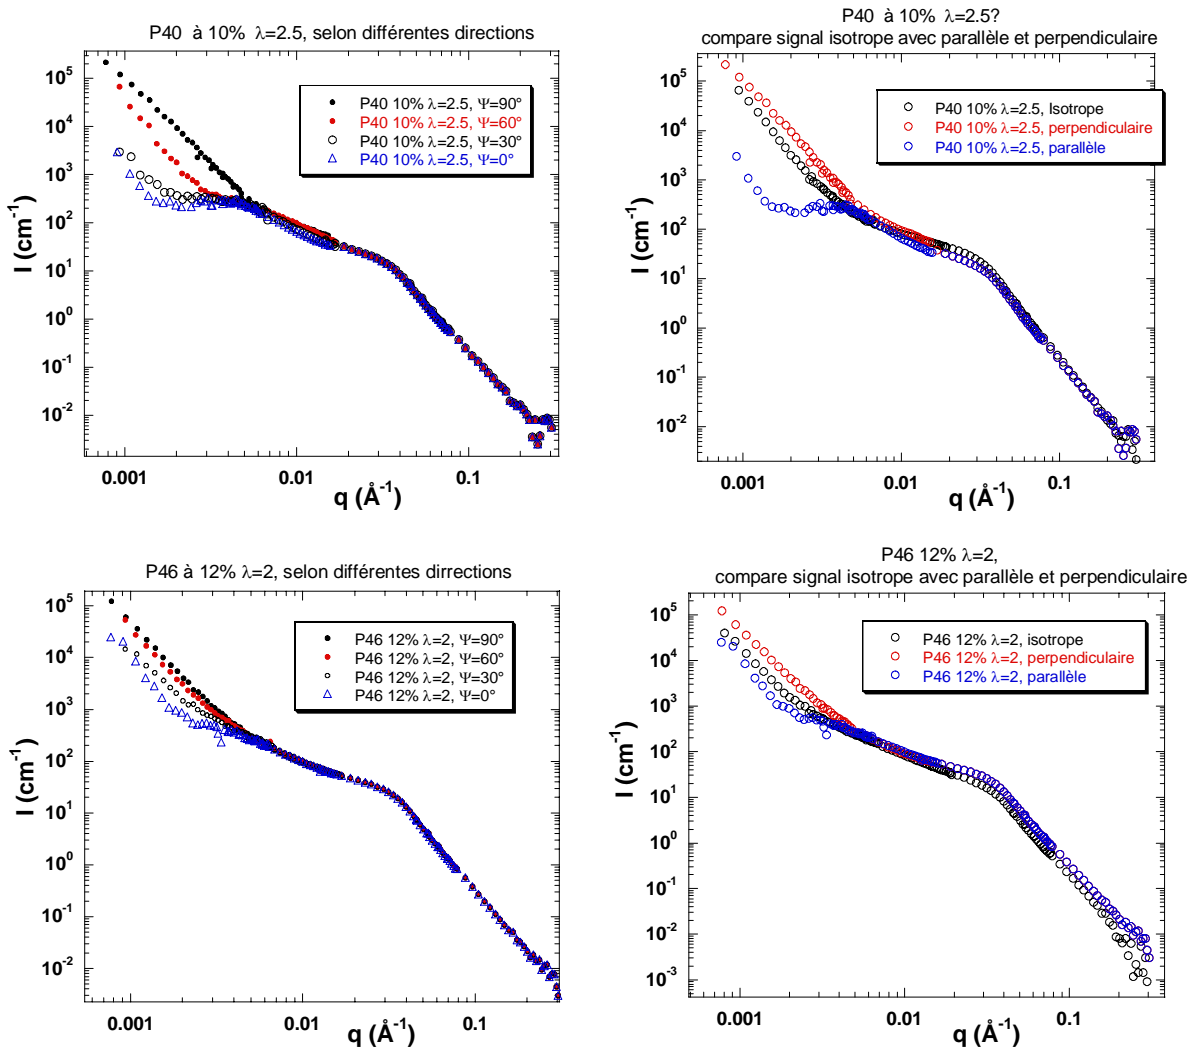 P40 à 10% λ=2.5, selon différentes directions
I (cm⁻¹)
10⁵
10⁴
10³
10²
10¹
10⁰
10⁻¹
10⁻²
P40 10% λ=2.5, Ψ=90°
P40 10% λ=2.5, Ψ=60°
P40 10% λ=2.5, Ψ=30°
P40 10% λ=2.5, Ψ=0°
0.001
0.01
0.1
q (Å⁻¹)
P40 à 10% λ=2.5?
compare signal isotrope avec parallèle et perpendiculaire
I (cm⁻¹)
10⁵
10⁴
10³
10²
10¹
10⁰
10⁻¹
10⁻²
P40 10% λ=2.5, Isotrope
P40 10% λ=2.5, perpendiculaire
P40 10% λ=2.5, parallèle
0.001
0.01
0.1
q (Å⁻¹)
P46 à 12% λ=2, selon différentes dirrections
I (cm⁻¹)
10⁵
10⁴
10³
10²
10¹
10⁰
10⁻¹
10⁻²
P46 12% λ=2, Ψ=90°
P46 12% λ=2, Ψ=60°
P46 12% λ=2, Ψ=30°
P46 12% λ=2, Ψ=0°
0.001
0.01
0.1
q (Å⁻¹)
P46 12% λ=2,
compare signal isotrope avec parallèle et perpendiculaire
I (cm⁻¹)
10⁵
10⁴
10³
10²
10¹
10⁰
10⁻¹
10⁻²
10⁻³
P46 12% λ=2, isotrope
P46 12% λ=2, perpendiculaire
P46 12% λ=2, parallèle
0.001
0.01
0.1
q (Å⁻¹)